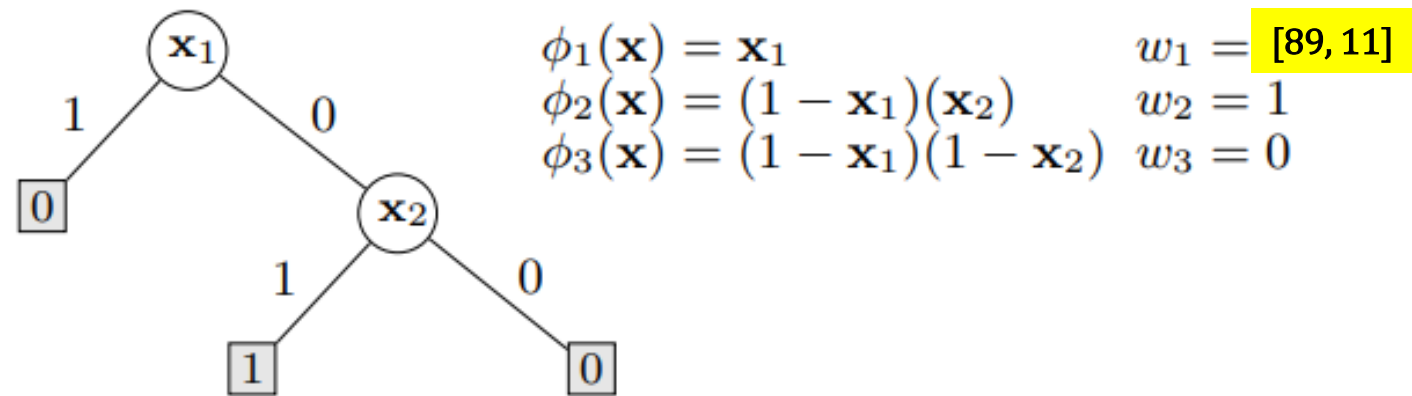 x₁
1
0
0
x₂
1
0
1
0
ϕ₁(x) = x₁ w₁ = [89, 11]
ϕ₂(x) = (1 − x₁)(x₂) w₂ = 1
ϕ₃(x) = (1 − x₁)(1 − x₂) w₃ = 0